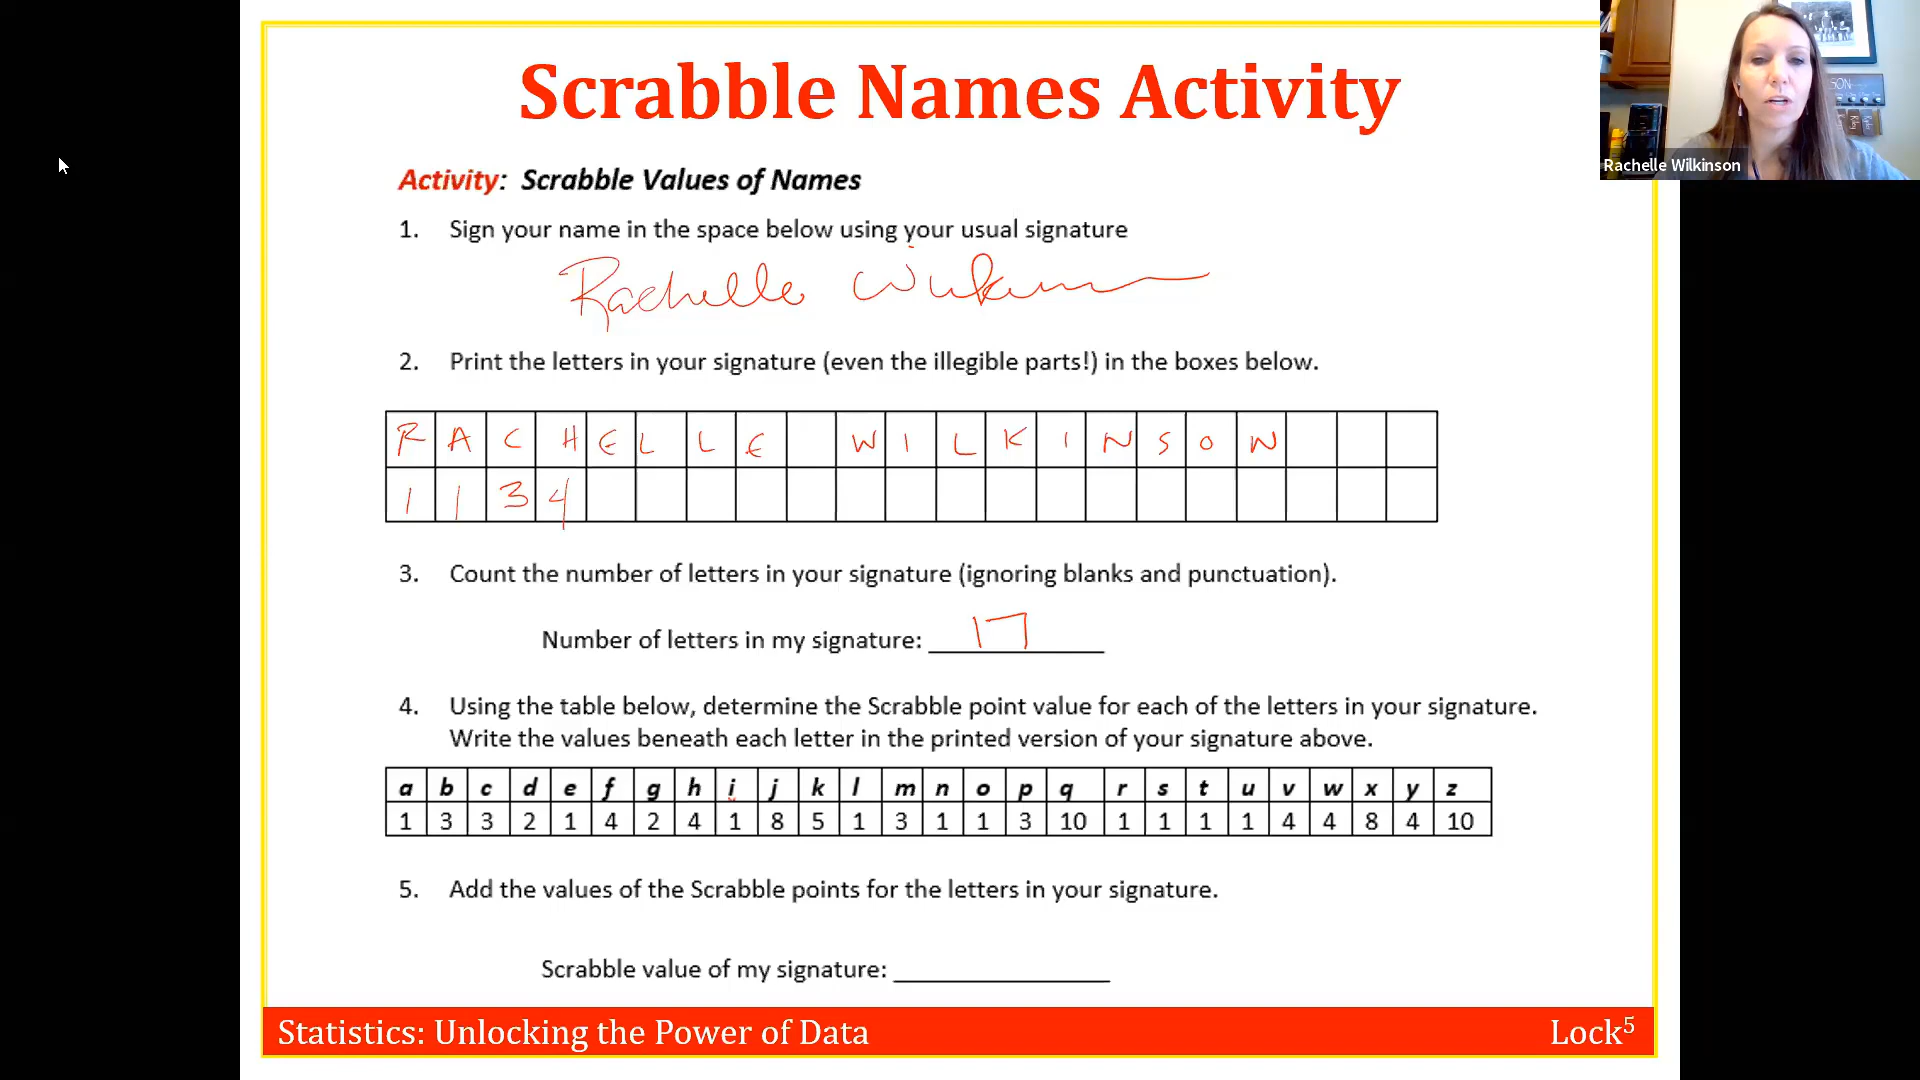 Scrabble Names Activity
Activity: Scrabble Values of Names
1. Sign your name in the space below using your usual signature
Rachelle Wilkinson
2. Print the letters in your signature (even the illegible parts!) in the boxes below.
R A C H E L L E W I L K I N S O N
1 1 3 4
3. Count the number of letters in your signature (ignoring blanks and punctuation).
Number of letters in my signature: 17
4. Using the table below, determine the Scrabble point value for each of the letters in your signature.
Write the values beneath each letter in the printed version of your signature above.
a b c d e f g h i j k l m n o p q r s t u v w x y z
1 3 3 2 1 4 2 4 1 8 5 1 3 1 1 3 10 1 1 1 1 4 4 8 4 10
5. Add the values of the Scrabble points for the letters in your signature.
Scrabble value of my signature:
Statistics: Unlocking the Power of Data
Lock⁵
SON
Rachelle Wilkinson